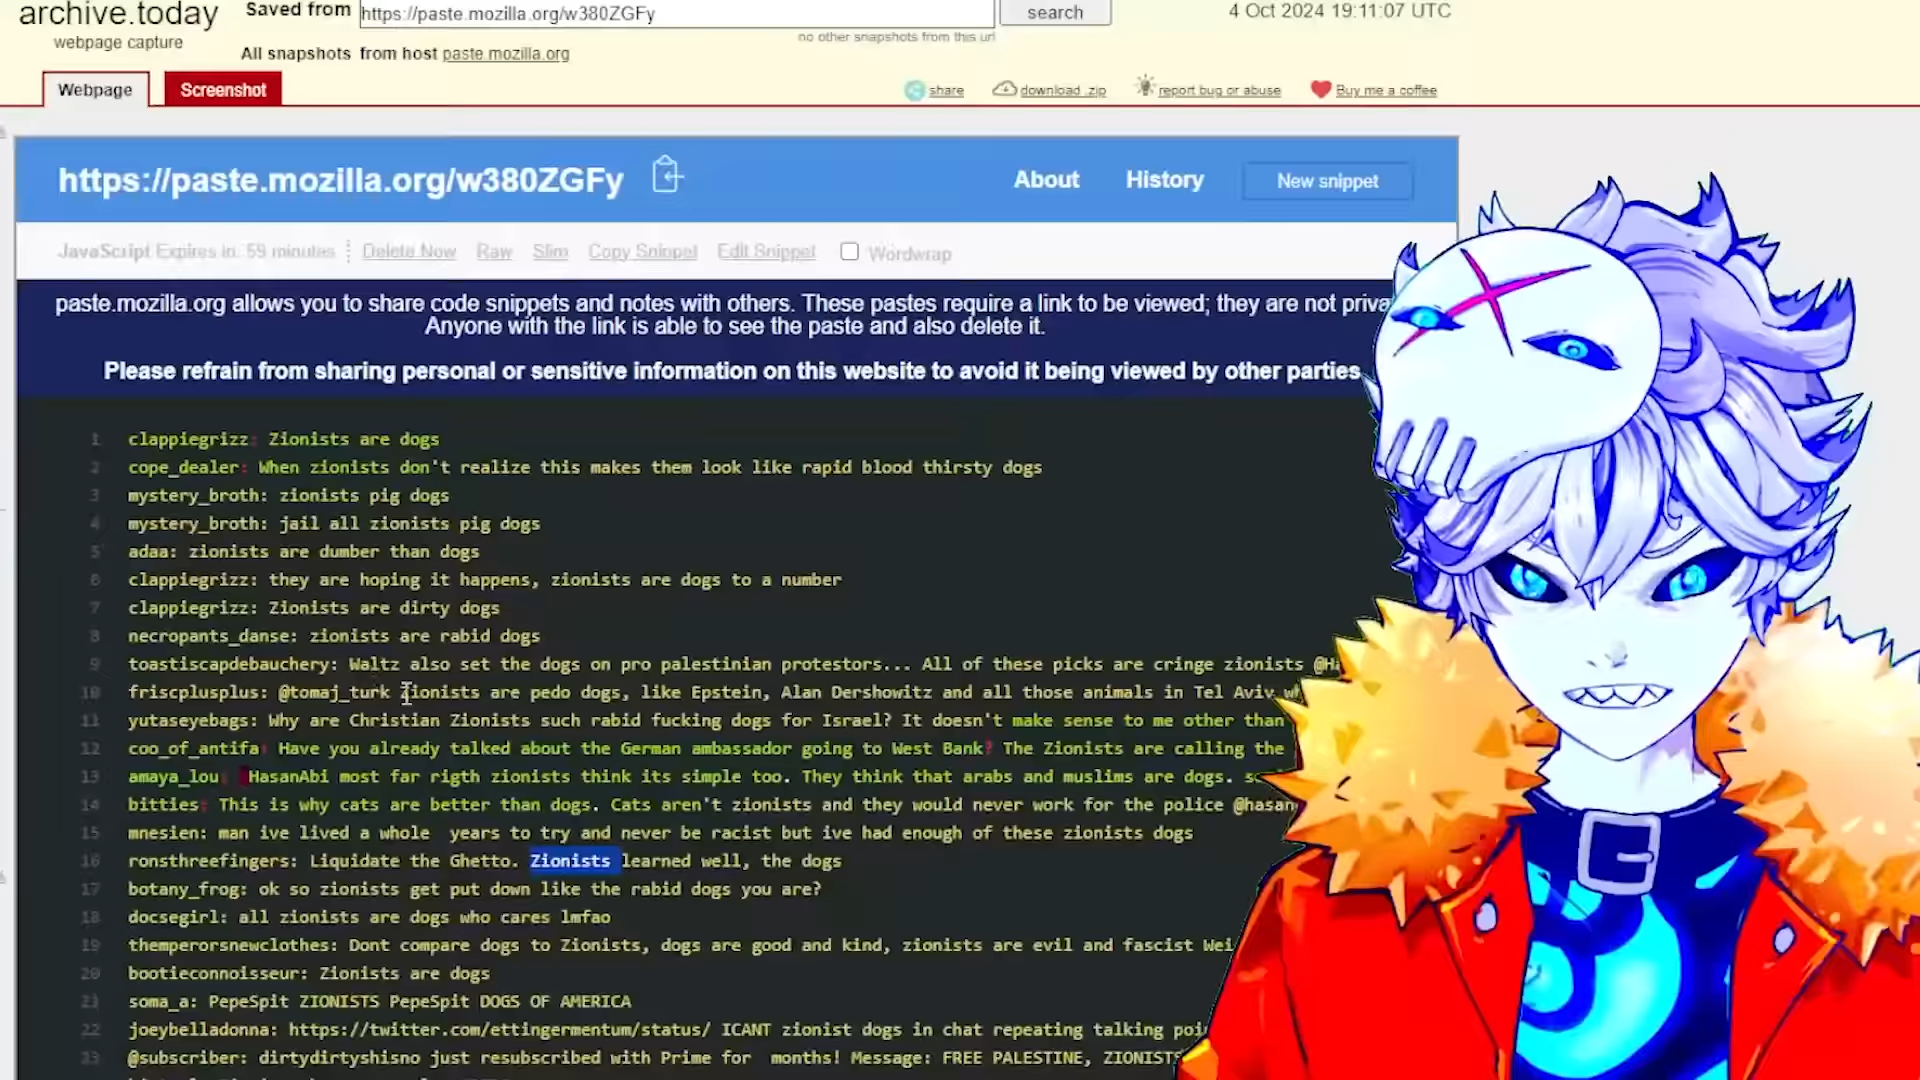 archive.today
webpage capture
Saved from
https://paste.mozilla.org/w380ZGFy
search
4 Oct 2024 19:11:07 UTC
no other snapshots from this url
All snapshots from host paste.mozilla.org
Webpage
Screenshot
share
download .zip
report bug or abuse
Buy me a coffee
https://paste.mozilla.org/w380ZGFy
About
History
New snippet
JavaScript Expires in: 59 minutes
Delete Now
Raw
Slim
Copy Snippet
Edit Snippet
Wordwrap
paste.mozilla.org allows you to share code snippets and notes with others. These pastes require a link to be viewed; they are not priva
Anyone with the link is able to see the paste and also delete it.
Please refrain from sharing personal or sensitive information on this website to avoid it being viewed by other parties
1 clappiegrizz: Zionists are dogs
2 cope_dealer: When zionists don't realize this makes them look like rapid blood thirsty dogs
3 mystery_broth: zionists pig dogs
4 mystery_broth: jail all zionists pig dogs
5 adaa: zionists are dumber than dogs
6 clappiegrizz: they are hoping it happens, zionists are dogs to a number
7 clappiegrizz: Zionists are dirty dogs
8 necropants_danse: zionists are rabid dogs
9 toastiscapdebauchery: Waltz also set the dogs on pro palestinian protestors... All of these picks are cringe zionists @Ha
10 friscplusplus: @tomaj_turk Zionists are pedo dogs, like Epstein, Alan Dershowitz and all those animals in Tel Aviv wh
11 yutaseyebags: Why are Christian Zionists such rabid fucking dogs for Israel? It doesn't make sense to me other than
12 coo_of_antifa: Have you already talked about the German ambassador going to West Bank? The Zionists are calling the
13 amaya_lou: HasanAbi most far rigth zionists think its simple too. They think that arabs and muslims are dogs. so
14 bitties: This is why cats are better than dogs. Cats aren't zionists and they would never work for the police @hasan
15 mnesien: man ive lived a whole years to try and never be racist but ive had enough of these zionists dogs
16 ronsthreefingers: Liquidate the Ghetto. Zionists learned well, the dogs
17 botany_frog: ok so zionists get put down like the rabid dogs you are?
18 docsegirl: all zionists are dogs who cares lmfao
19 themperorsnewclothes: Dont compare dogs to Zionists, dogs are good and kind, zionists are evil and fascist Wei
20 bootieconnoisseur: Zionists are dogs
21 soma_a: PepeSpit ZIONISTS PepeSpit DOGS OF AMERICA
22 joeybelladonna: https://twitter.com/ettingermentum/status/ ICANT zionist dogs in chat repeating talking poi
23 @subscriber: dirtydirtyshisno just resubscribed with Prime for months! Message: FREE PALESTINE, ZIONISTS